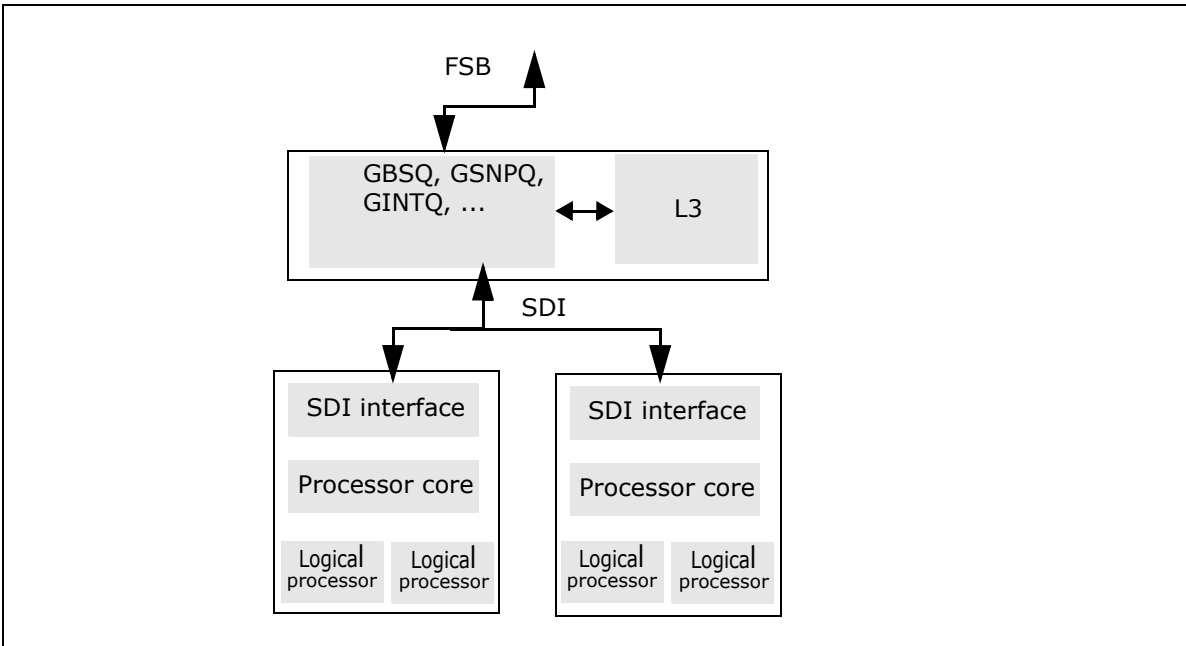 FSB
GBSQ, GSNPQ,
GINTQ, ...
L3
SDI
SDI interface
Processor core
Logical
processor
Logical
processor
SDI interface
Processor core
Logical
processor
Logical
processor